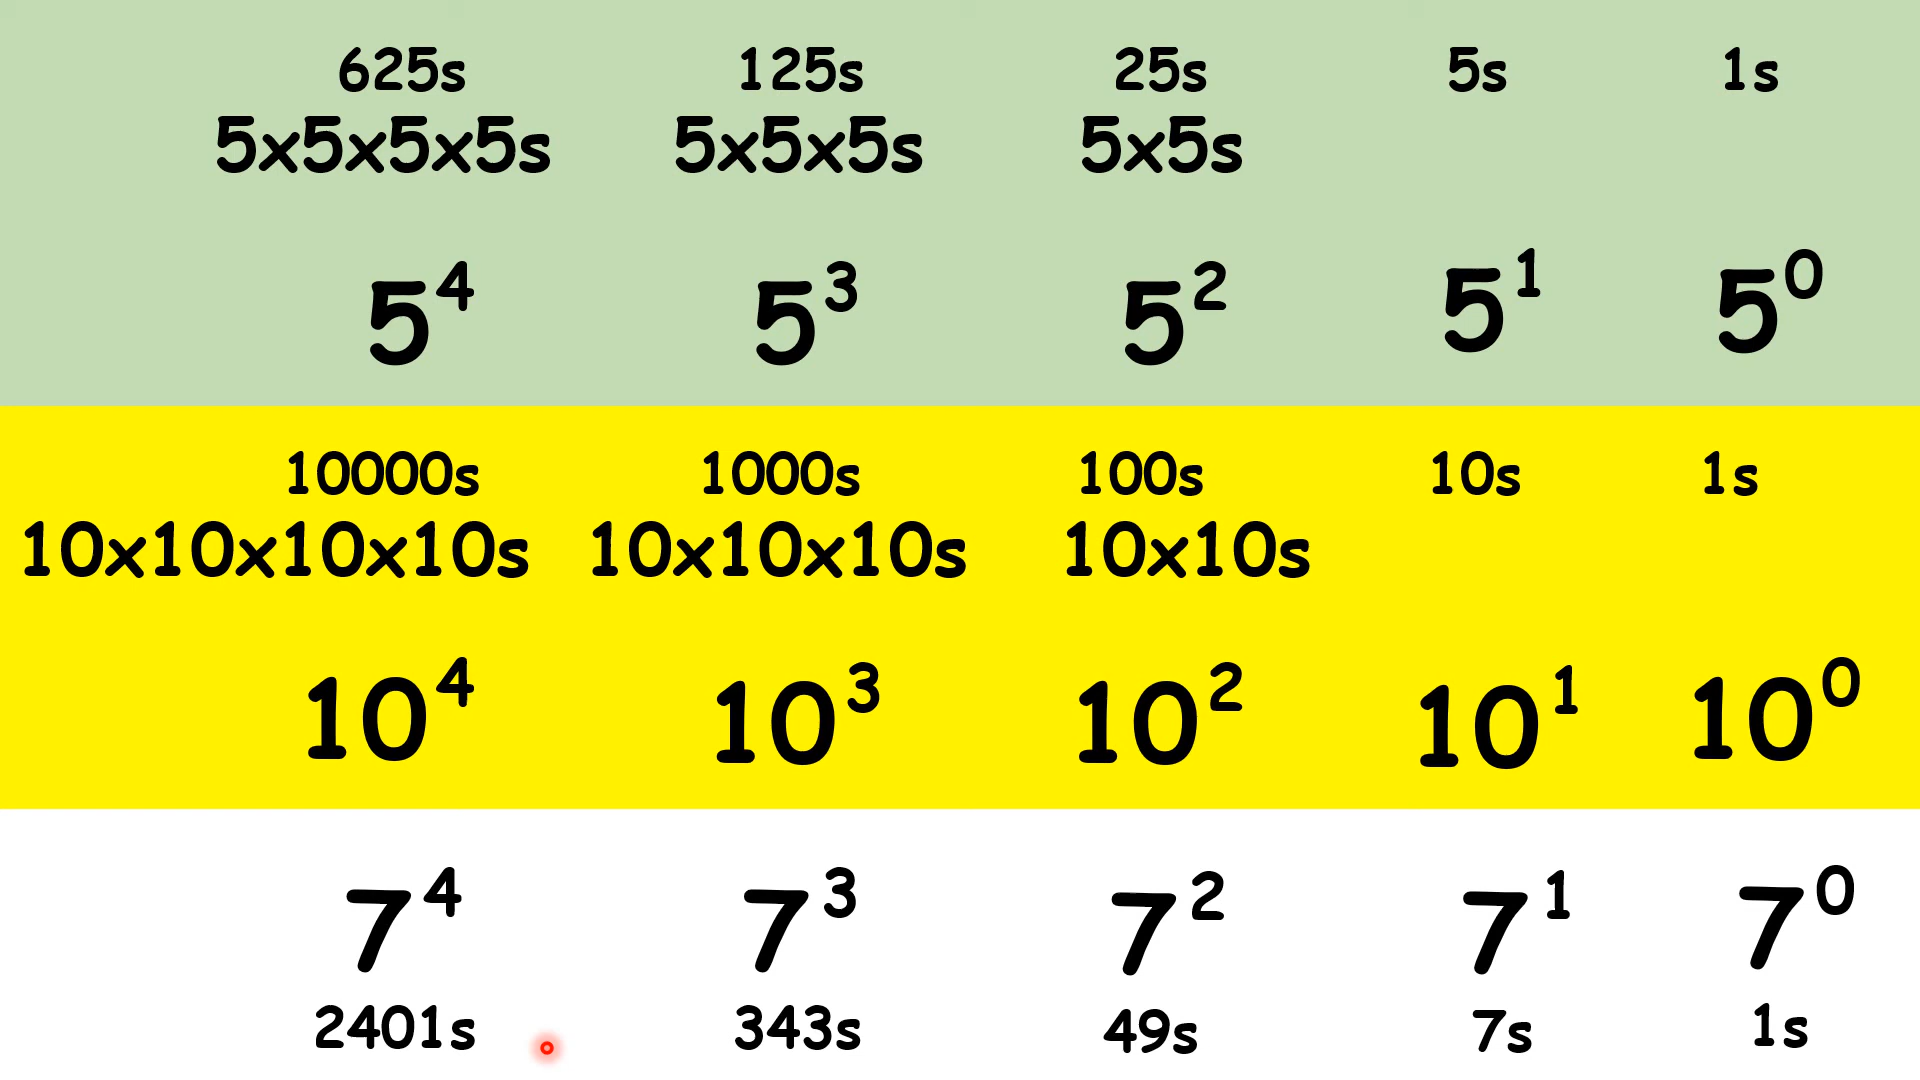 625s 125s 25s 5s 1s
5x5x5x5s 5x5x5s 5x5s
5⁴ 5³ 5² 5¹ 5⁰
10000s 1000s 100s 10s 1s
10x10x10x10s 10x10x10s 10x10s
10⁴ 10³ 10² 10¹ 10⁰
7⁴ 7³ 7² 7¹ 7⁰
2401s 343s 49s 7s 1s